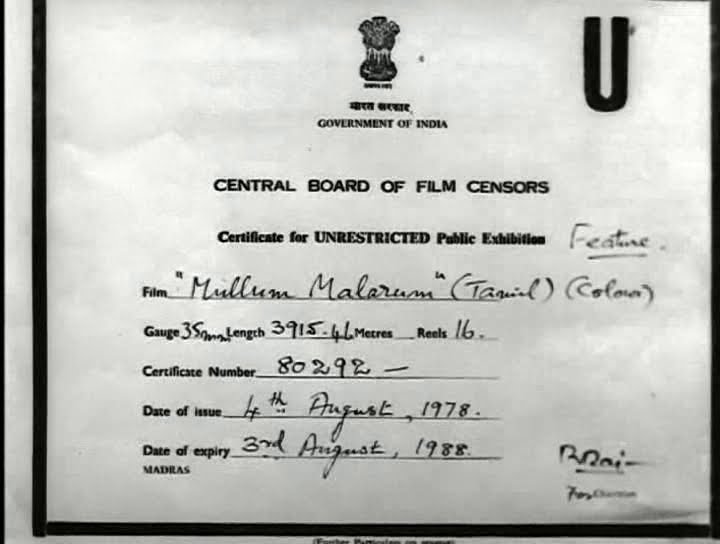 U
भारत सरकार
GOVERNMENT OF INDIA
CENTRAL BOARD OF FILM CENSORS
Certificate for UNRESTRICTED Public Exhibition Feature.
Film "Mullum Malarum" (Tamil) (Colour)
Gauge 35mm Length 3915.46 Metres Reels 16.
Certificate Number 80292 —
Date of issue 4th August, 1978.
Date of expiry 3rd August, 1988.
MADRAS
For Chairman